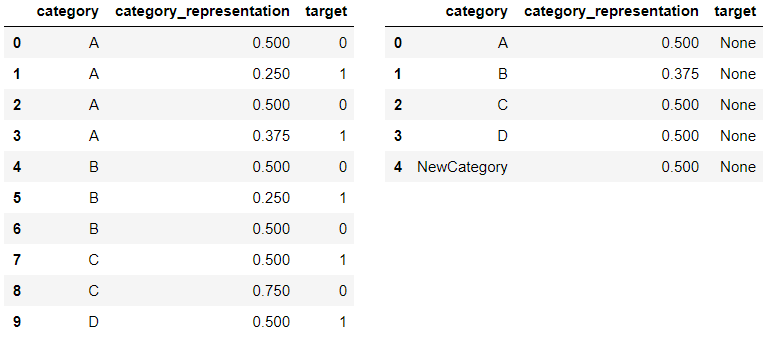 category category_representation target
0 A 0.500 0
1 A 0.250 1
2 A 0.500 0
3 A 0.375 1
4 B 0.500 0
5 B 0.250 1
6 B 0.500 0
7 C 0.500 1
8 C 0.750 0
9 D 0.500 1
category category_representation target
0 A 0.500 None
1 B 0.375 None
2 C 0.500 None
3 D 0.500 None
4 NewCategory 0.500 None